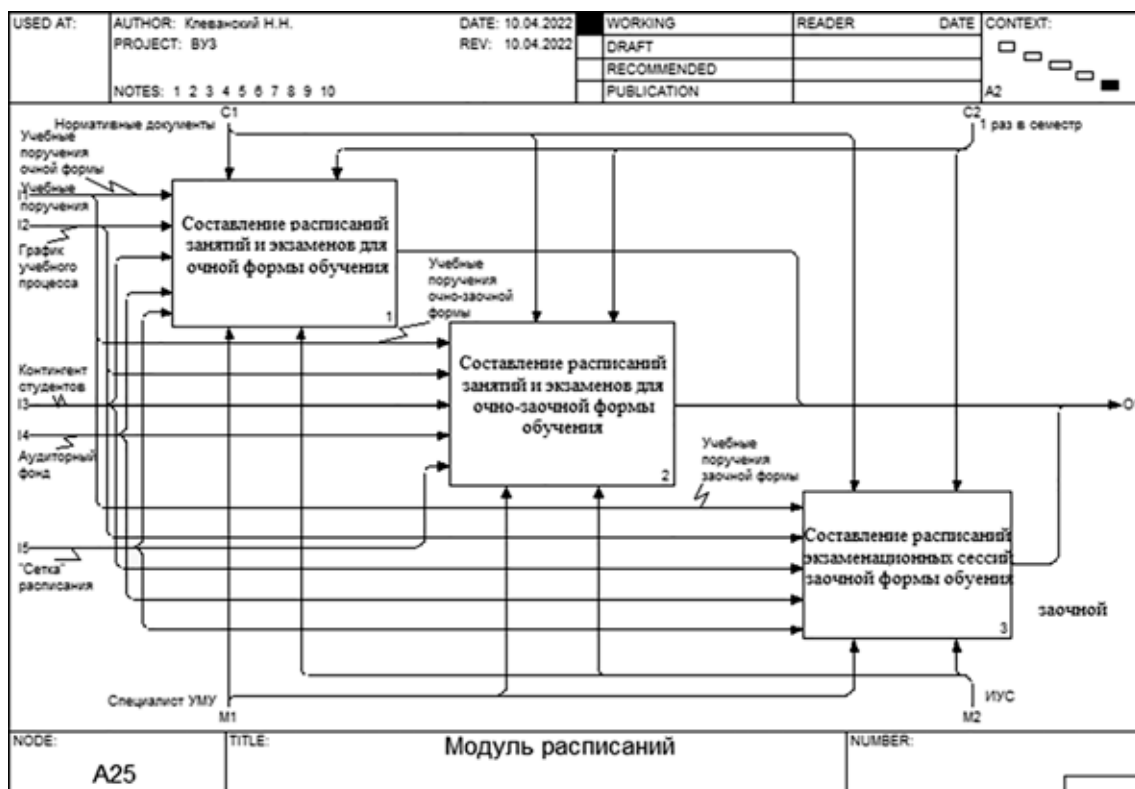 USED AT:
AUTHOR: Клеванский Н.Н.
DATE: 10.04.2022
PROJECT: ВУЗ
REV: 10.04.2022
NOTES: 1 2 3 4 5 6 7 8 9 10
WORKING
DRAFT
RECOMMENDED
PUBLICATION
READER
DATE
CONTEXT:
A2
C1
Нормативные документы
C2
1 раз в семестр
Учебные
поручения
очной формы
I1
Учебные
поручения
I2
График
учебного
процесса
Составление расписаний
занятий и экзаменов для
очной формы обучения
1
Учебные
поручения
очно-заочной
формы
Контингент
студентов
I3
I4
Аудиторный
фонд
Составление расписаний
занятий и экзаменов для
очно-заочной формы
обучения
2
Учебные
поручения
заочной формы
I5
"Сетка"
расписания
Составление расписаний
экзаменационных сессий
заочной формы обуения
3
заочной
Специалист УМУ
M1
ИУС
M2
NODE:
A25
TITLE:
Модуль расписаний
NUMBER: